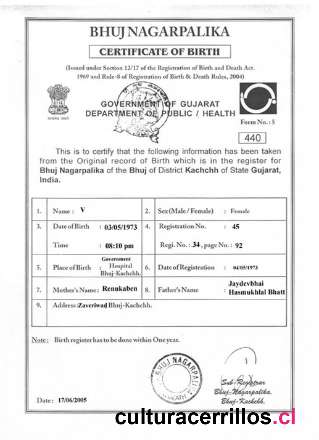 BHUJ NAGARPALIKA
CERTIFICATE OF BIRTH
(Issued under Section 12/17 of the Registration of Birth and Death Act.
1969 and Rule-8 of Registration of Birth & Death Rules, 2004)
GOVERNMENT OF GUJARAT
DEPARTMENT OF PUBLIC / HEALTH
Form No. : 5
440
This is to certify that the following information has been taken
from the Original record of Birth which is in the register for
Bhuj Nagarpalika of the Bhuj of District Kachchh of State Gujarat,
India.
1. Name : V 2. Sex (Male / Female) : Female
3. Date of Birth : 03/05/1973 4. Registration No. : 45
Time : 08:10 pm Regi. No. : 34, page No. : 92
5. Place of Birth : Government Hospital Bhuj-Kachchh. 6. Date of Registration : 04/05/1973
7. Mother's Name : Renukaben 8. Father's Name : Jaydevbhai Hasmukhlal Bhatt
9. Address : Zaveriwad Bhuj-Kachchh.
Note : Birth register has to be done within One year.
BHUJ NAGARPALIKA
Sub-Registrar
Bhuj-Nagarpalika.
Bhuj-Kachchh.
Date : 17/06/2005
culturacerrillos.cl